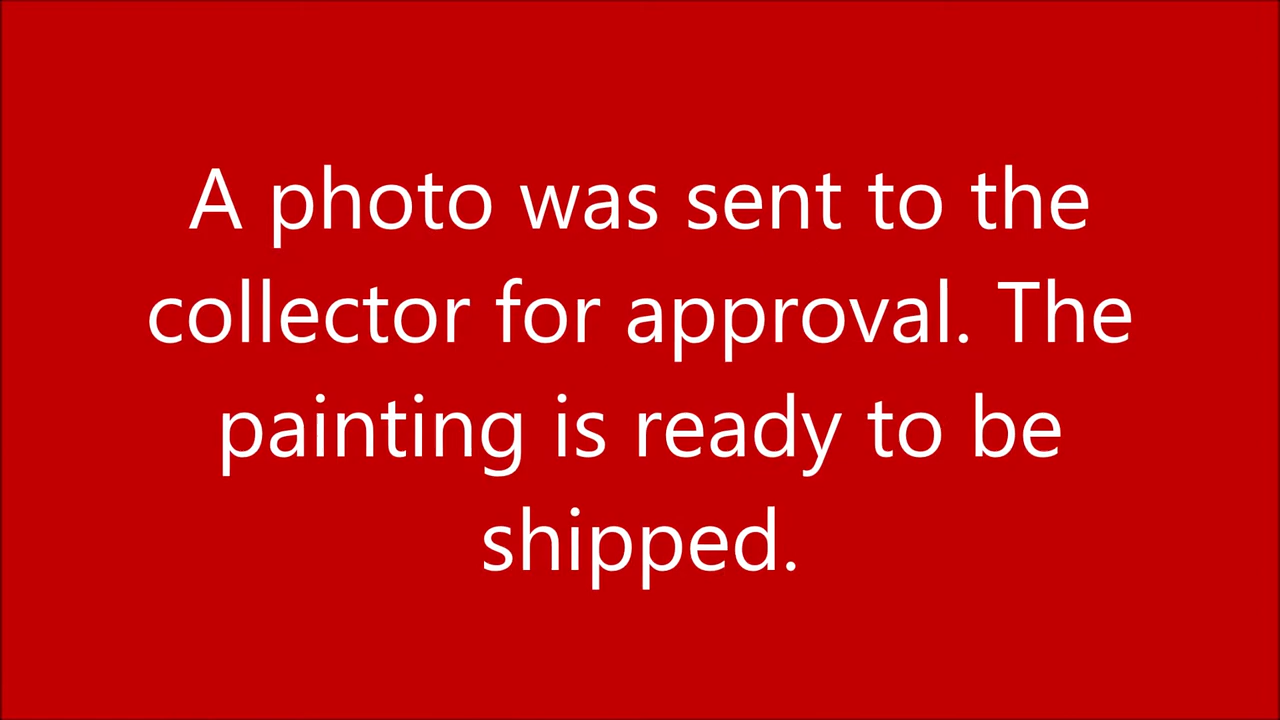 A photo was sent to the
collector for approval. The
painting is ready to be
shipped.